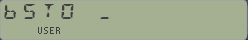 bSTO _
USER